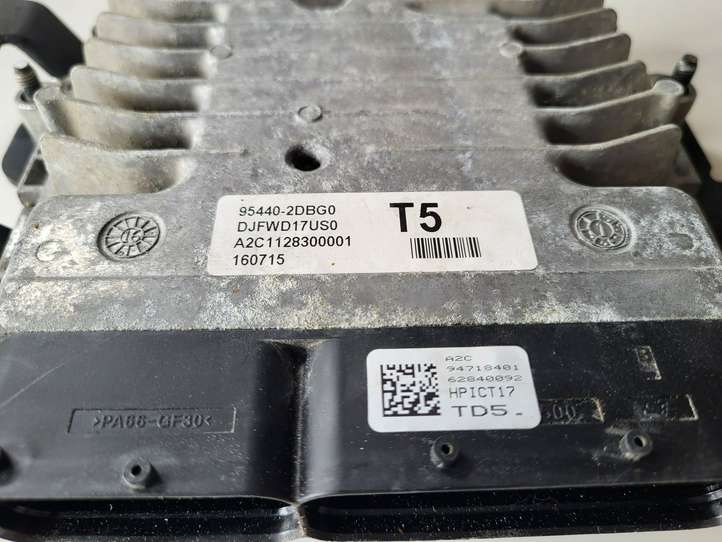 95440-2DBG0
T5
DJFWD17US0
A2C1128300001
160715
A2C
94718401
62840092
HPICT17
TD5.
>PA66-GF30<